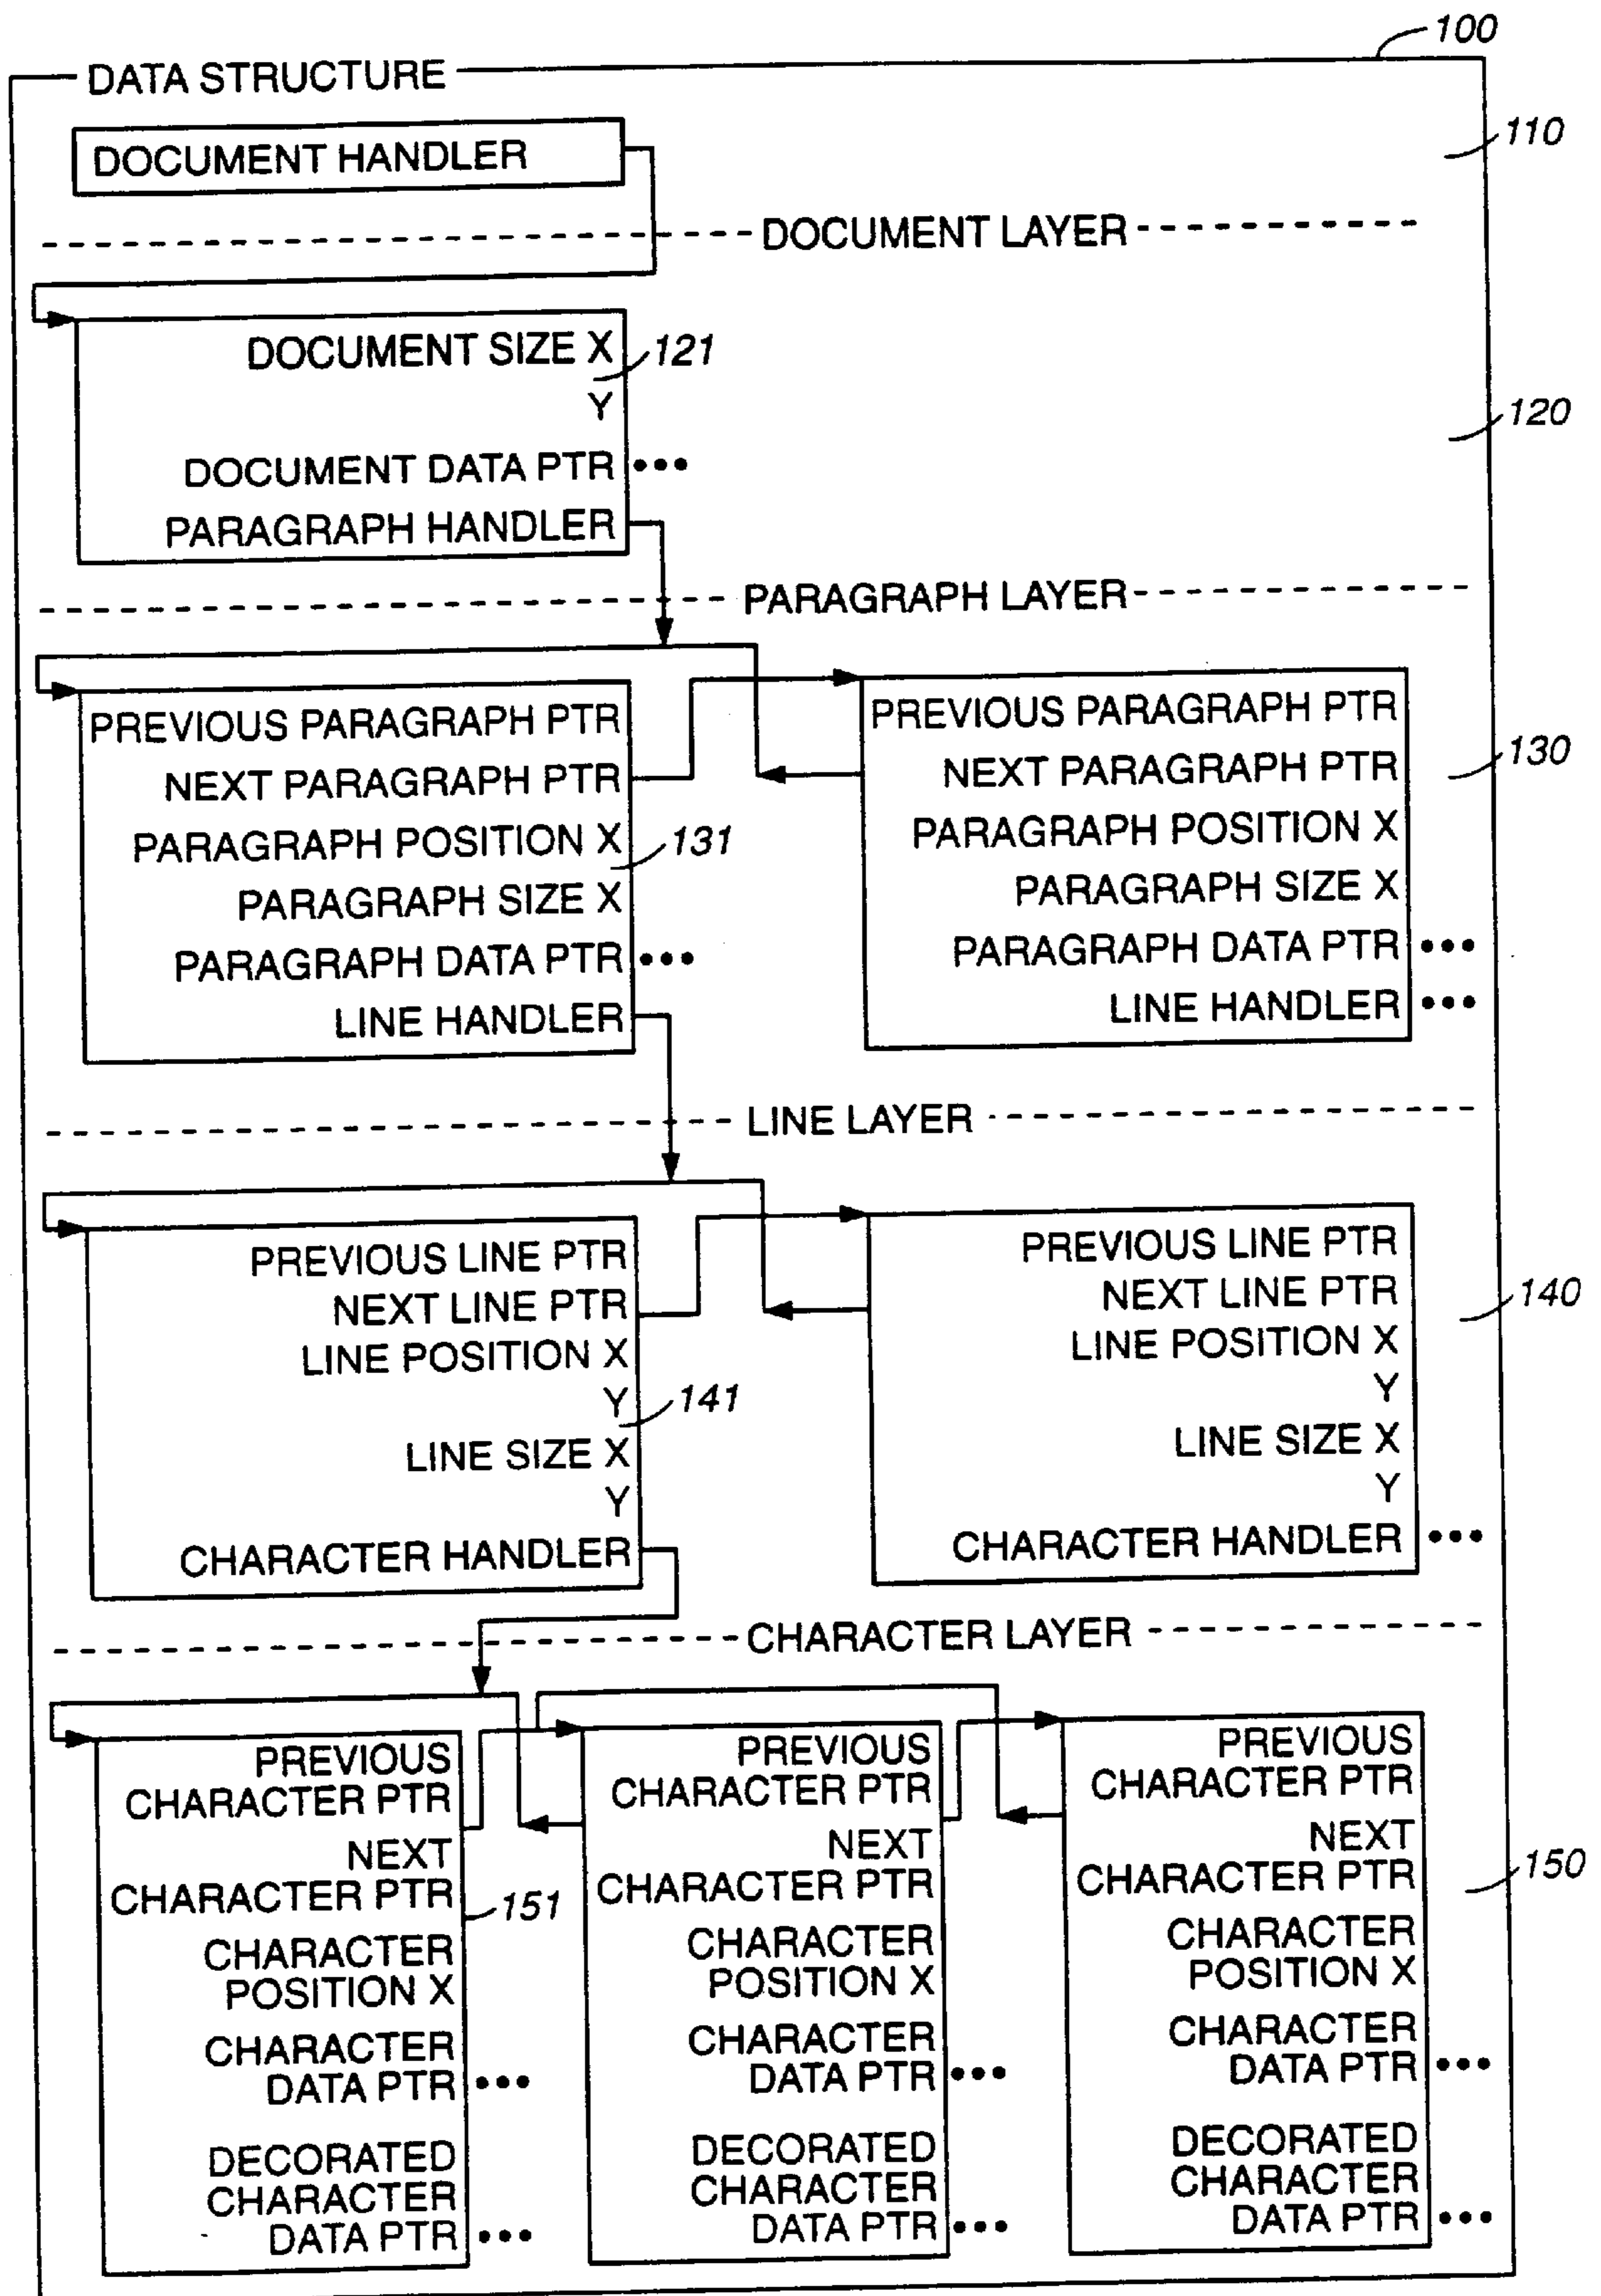 100
DATA STRUCTURE
110
DOCUMENT HANDLER
DOCUMENT LAYER
DOCUMENT SIZE X
121
Y
120
DOCUMENT DATA PTR •••
PARAGRAPH HANDLER
PARAGRAPH LAYER
PREVIOUS PARAGRAPH PTR
NEXT PARAGRAPH PTR
PARAGRAPH POSITION X
131
PARAGRAPH SIZE X
PARAGRAPH DATA PTR •••
LINE HANDLER
PREVIOUS PARAGRAPH PTR
NEXT PARAGRAPH PTR
130
PARAGRAPH POSITION X
PARAGRAPH SIZE X
PARAGRAPH DATA PTR •••
LINE HANDLER •••
LINE LAYER
PREVIOUS LINE PTR
NEXT LINE PTR
LINE POSITION X
Y
141
LINE SIZE X
Y
CHARACTER HANDLER
PREVIOUS LINE PTR
NEXT LINE PTR
140
LINE POSITION X
Y
LINE SIZE X
Y
CHARACTER HANDLER •••
CHARACTER LAYER
PREVIOUS
CHARACTER PTR
NEXT
CHARACTER PTR
151
CHARACTER
POSITION X
CHARACTER
DATA PTR •••
DECORATED
CHARACTER
DATA PTR •••
PREVIOUS
CHARACTER PTR
NEXT
CHARACTER PTR
CHARACTER
POSITION X
CHARACTER
DATA PTR •••
DECORATED
CHARACTER
DATA PTR •••
PREVIOUS
CHARACTER PTR
NEXT
CHARACTER PTR
150
CHARACTER
POSITION X
CHARACTER
DATA PTR •••
DECORATED
CHARACTER
DATA PTR •••